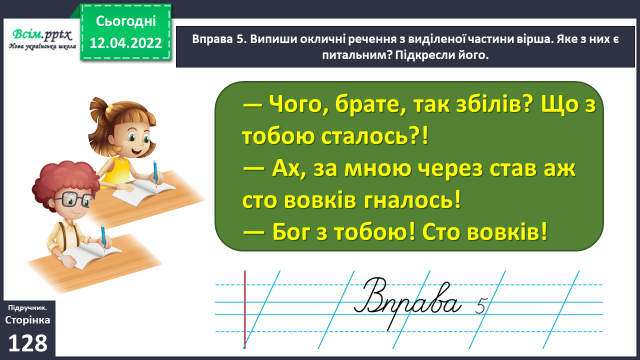 Всім.pptx
Нова українська школа
Сьогодні
12.04.2022
Вправа 5. Випиши окличні речення з виділеної частини вірша. Яке з них є
питальним? Підкресли його.
— Чого, брате, так збілів? Що з
тобою сталось?!
— Ах, за мною через став аж
сто вовків гналось!
— Бог з тобою! Сто вовків!
Вправа 5
Підручник.
Сторінка
128